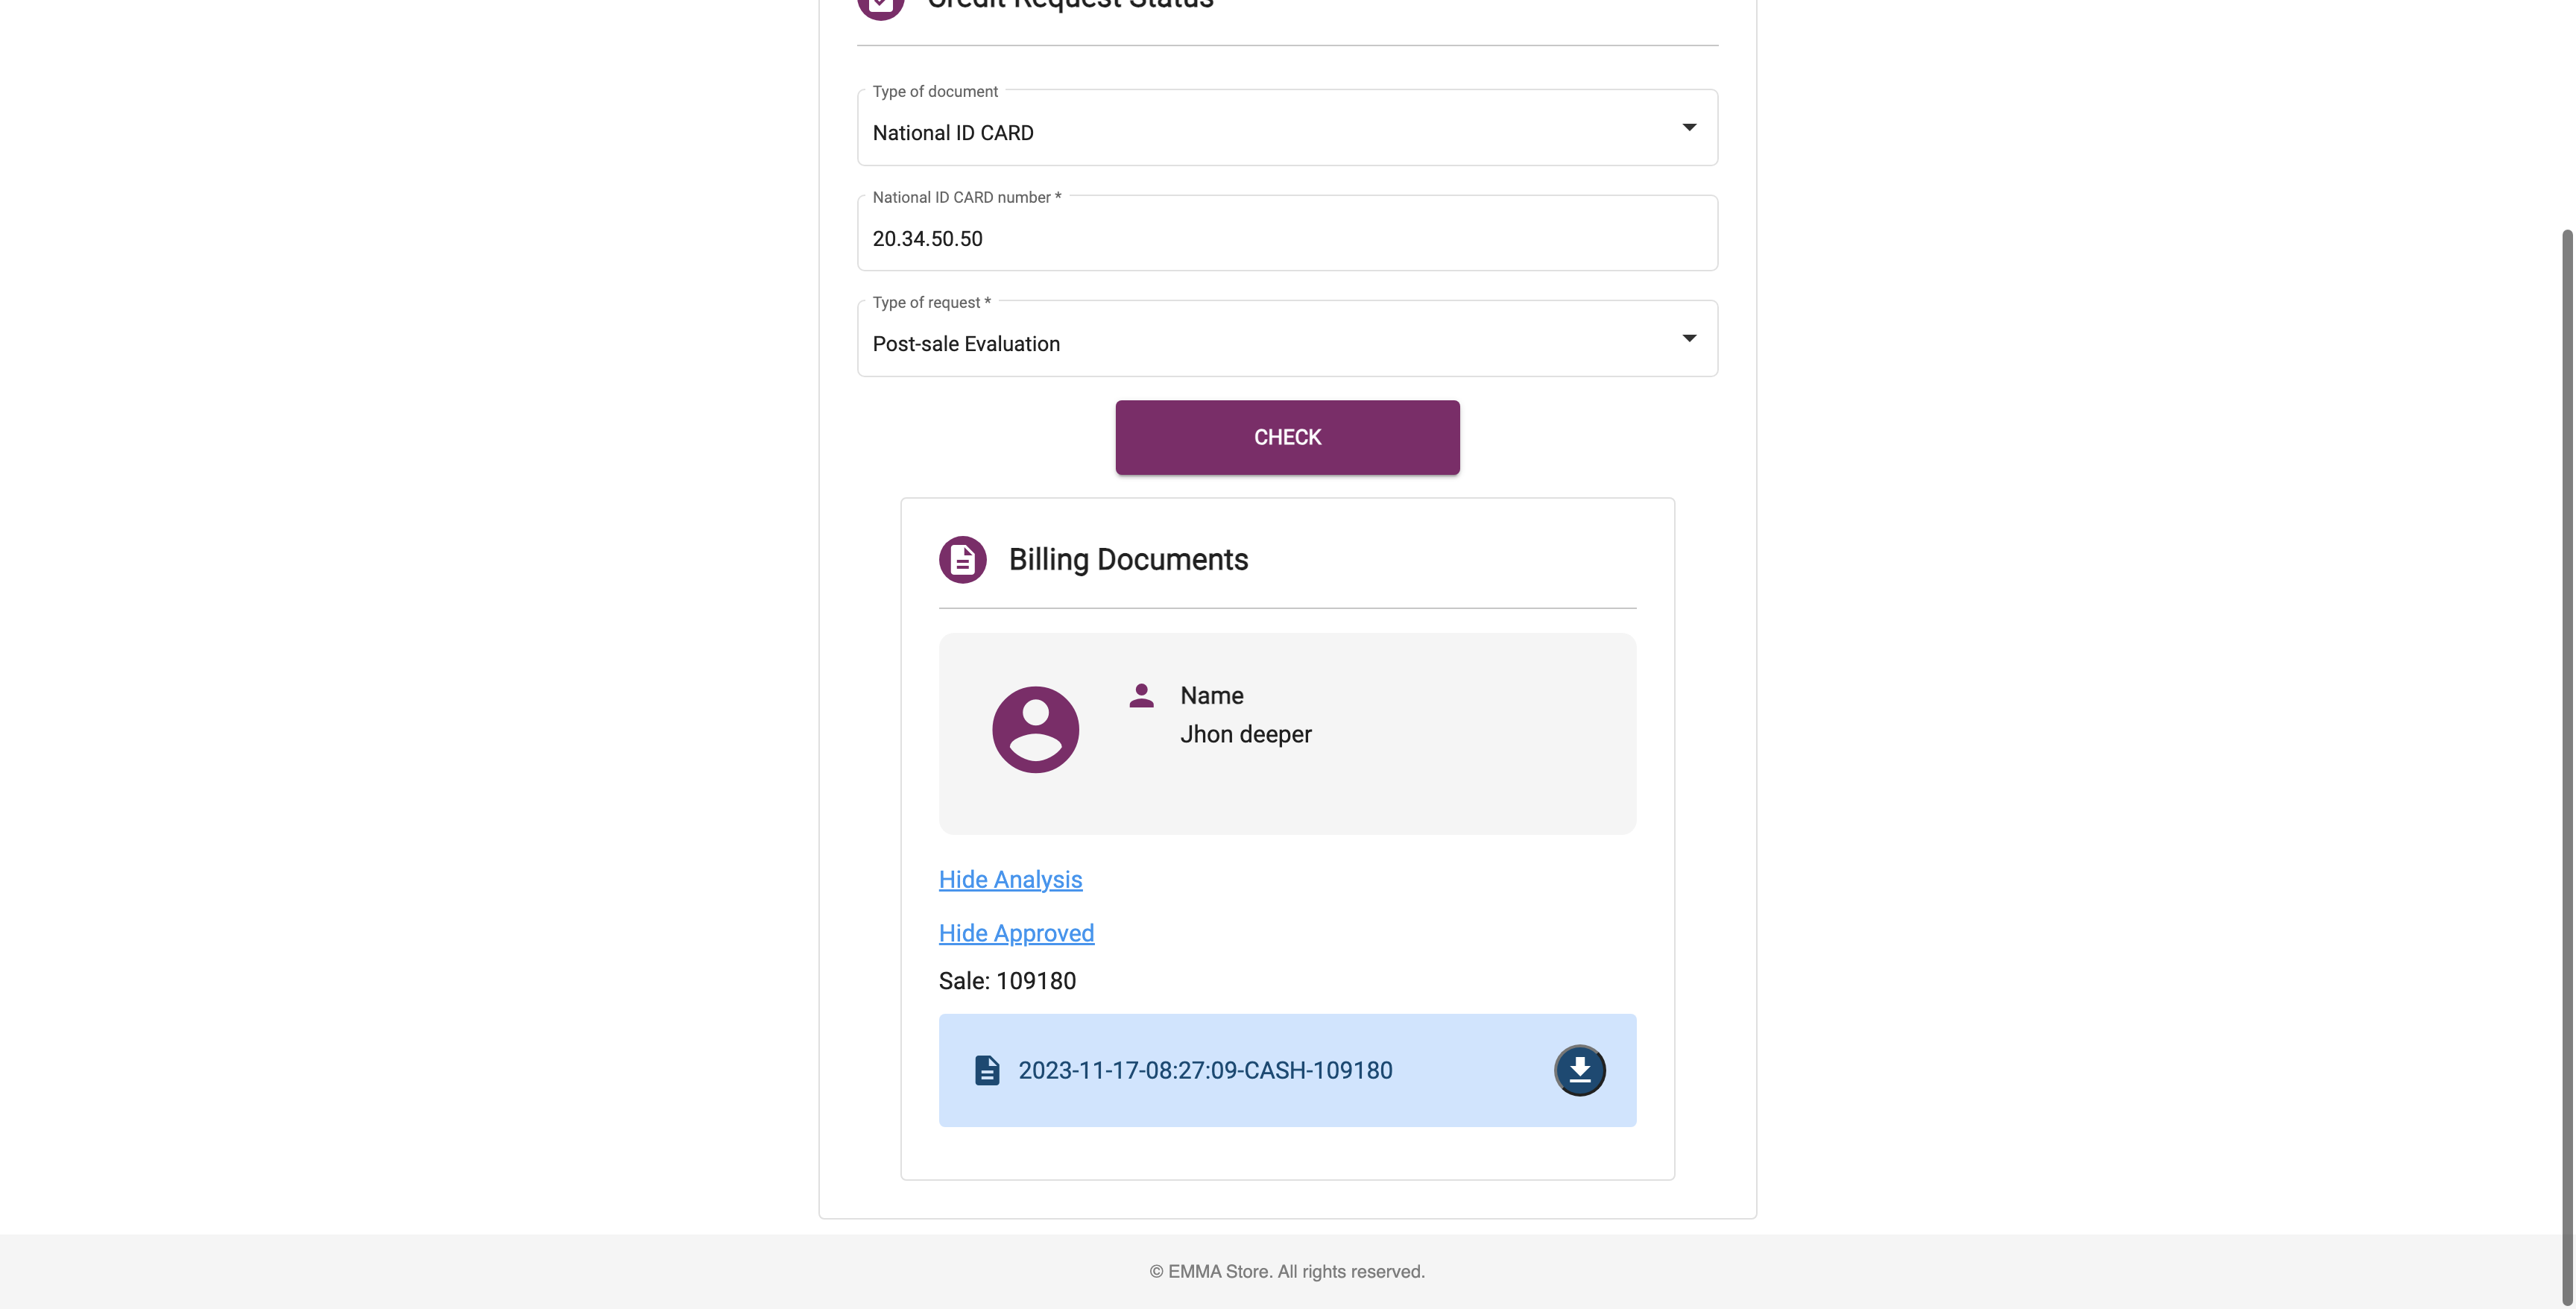 Credit Request Status
Type of document
National ID CARD
National ID CARD number *
20.34.50.50
Type of request *
Post-sale Evaluation
CHECK
Billing Documents
Name
Jhon deeper
Hide Analysis
Hide Approved
Sale: 109180
2023-11-17-08:27:09-CASH-109180
© EMMA Store. All rights reserved.